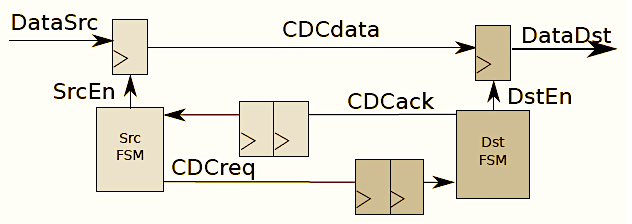 DataSrc
CDCdata
DataDst
SrcEn
CDCack
DstEn
Src
FSM
Dst
FSM
CDCreq